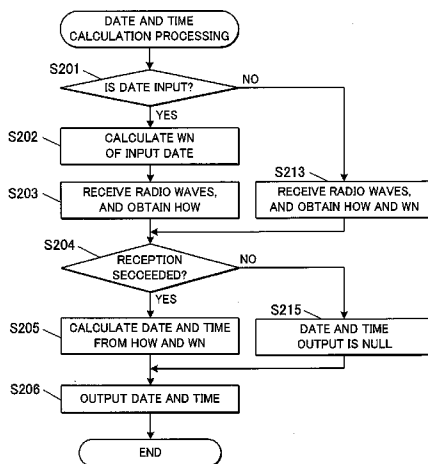 DATE AND TIME
CALCULATION PROCESSING
S201
IS DATE INPUT?
NO
YES
S202
CALCULATE WN
OF INPUT DATE
S203
RECEIVE RADIO WAVES,
AND OBTAIN HOW
S213
RECEIVE RADIO WAVES,
AND OBTAIN HOW AND WN
S204
RECEPTION
SECCEEDED?
NO
YES
S205
CALCULATE DATE AND TIME
FROM HOW AND WN
S215
DATE AND TIME
OUTPUT IS NULL
S206
OUTPUT DATE AND TIME
END